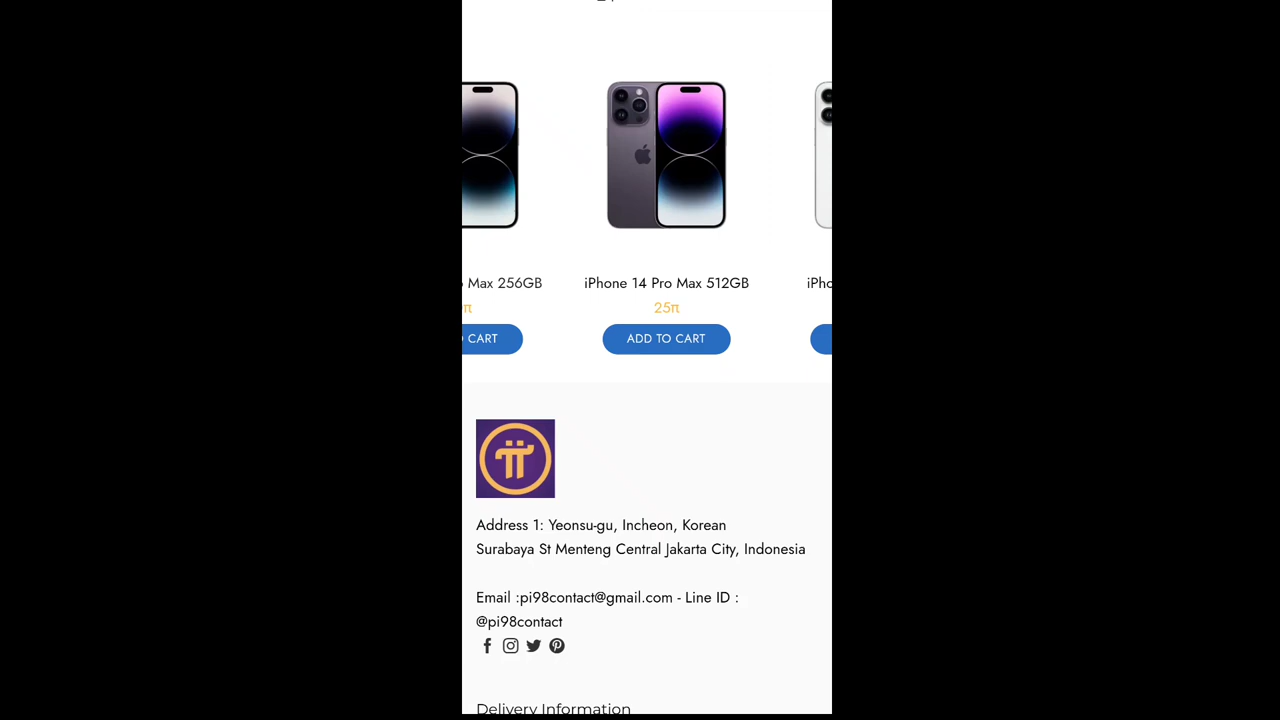 Max 256GB
iPhone 14 Pro Max 512GB
π
25π
CART
ADD TO CART
Address 1: Yeonsu-gu, Incheon, Korean
Surabaya St Menteng Central Jakarta City, Indonesia
Email :pi98contact@gmail.com - Line ID :
@pi98contact
Delivery Information